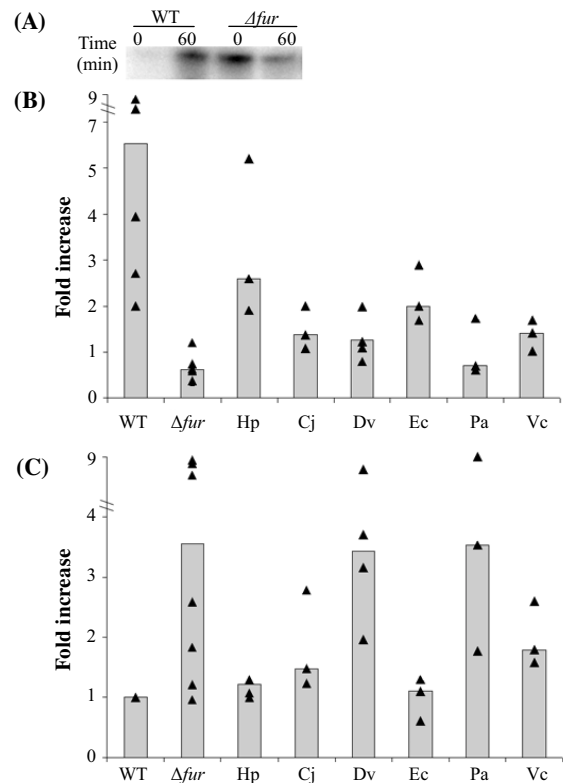 (A)
WT Δfur
Time (min) 0 60 0 60
(B)
Fold increase
9
7
5
3
2
1
0
WT Δfur Hp Cj Dv Ec Pa Vc
(C)
Fold increase
9
4
3
2
1
0
WT Δfur Hp Cj Dv Ec Pa Vc